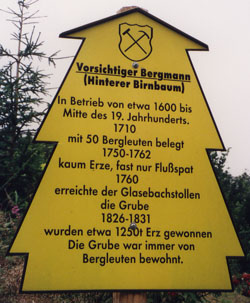 Vorsichtiger Bergmann
(Hinterer Birnbaum)
In Betrieb von etwa 1600 bis
Mitte des 19. Jahrhunderts.
1710
mit 50 Bergleuten belegt
1750-1762
kaum Erze, fast nur Flußspat
1760
erreichte der Glasebachstollen
die Grube
1826-1831
wurden etwa 1250t Erz gewonnen
Die Grube war immer von
Bergleuten bewohnt.